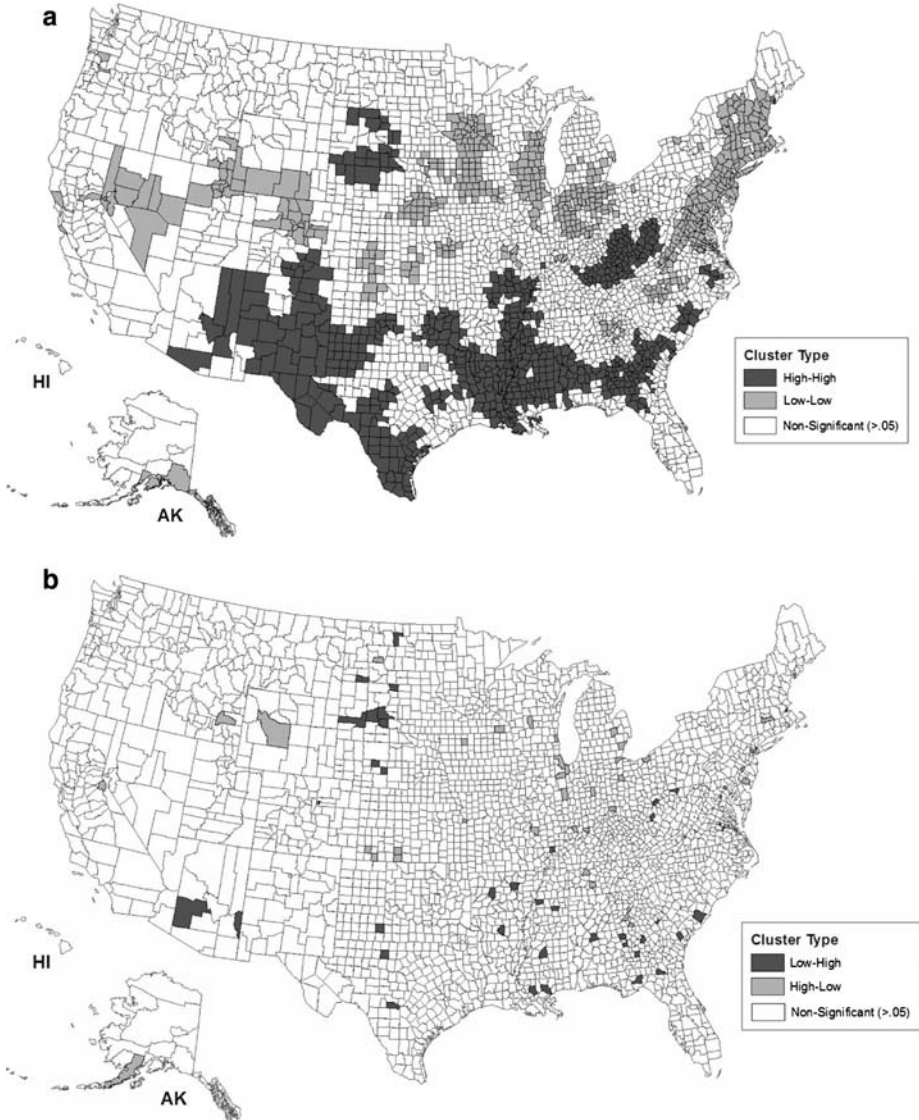 a
Cluster Type
High-High
Low-Low
Non-Significant (>.05)
HI
AK
b
Cluster Type
Low-High
High-Low
Non-Significant (>.05)
HI
AK